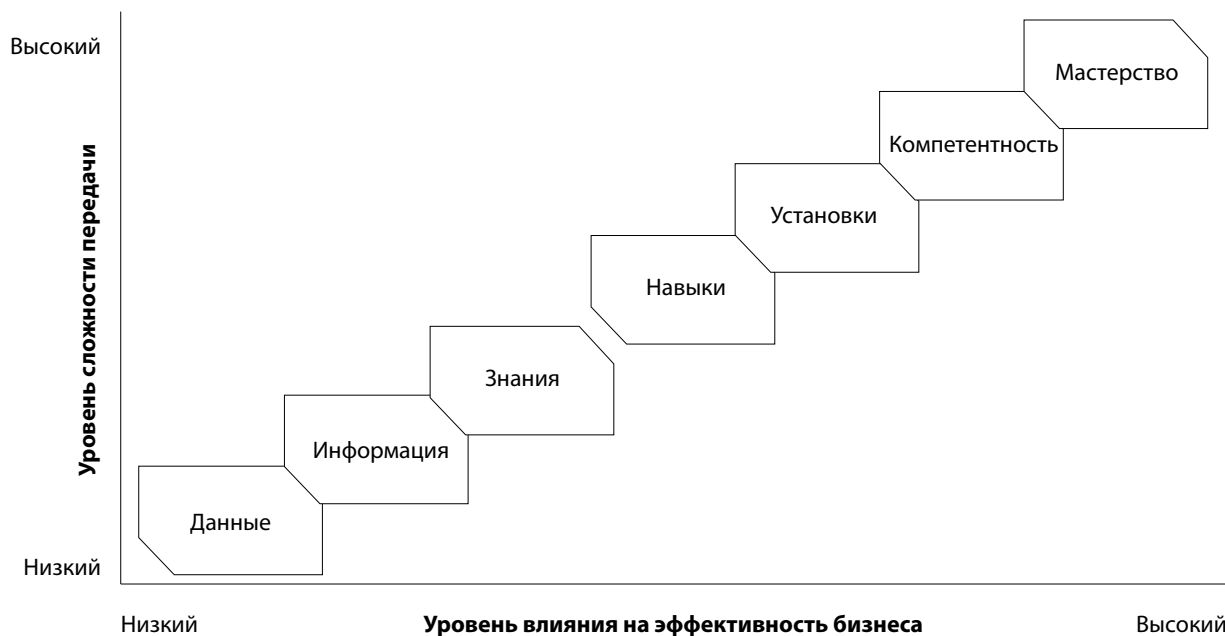 Высокий
Мастерство
Компетентность
Установки
Навыки
Знания
Информация
Данные
Низкий
Уровень сложности передачи
Низкий
Уровень влияния на эффективность бизнеса
Высокий